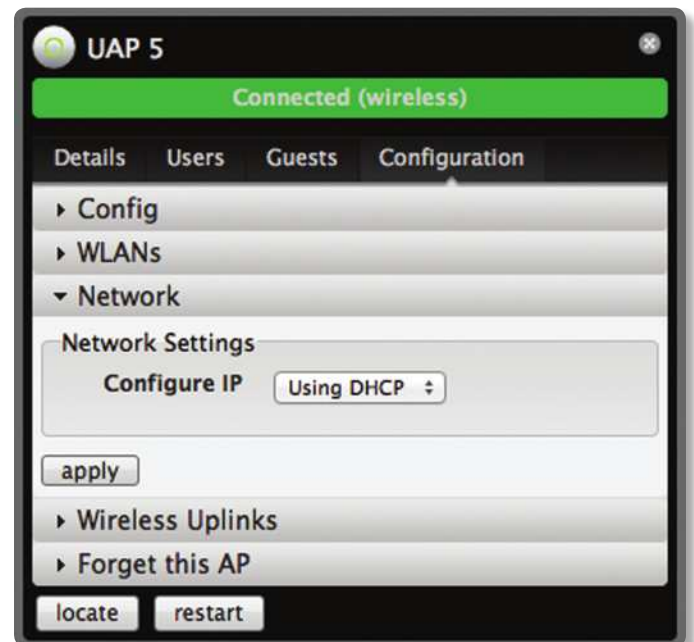 UAP 5
Connected (wireless)
Details Users Guests Configuration
Config
WLANs
Network
Network Settings
Configure IP Using DHCP
apply
Wireless Uplinks
Forget this AP
locate restart